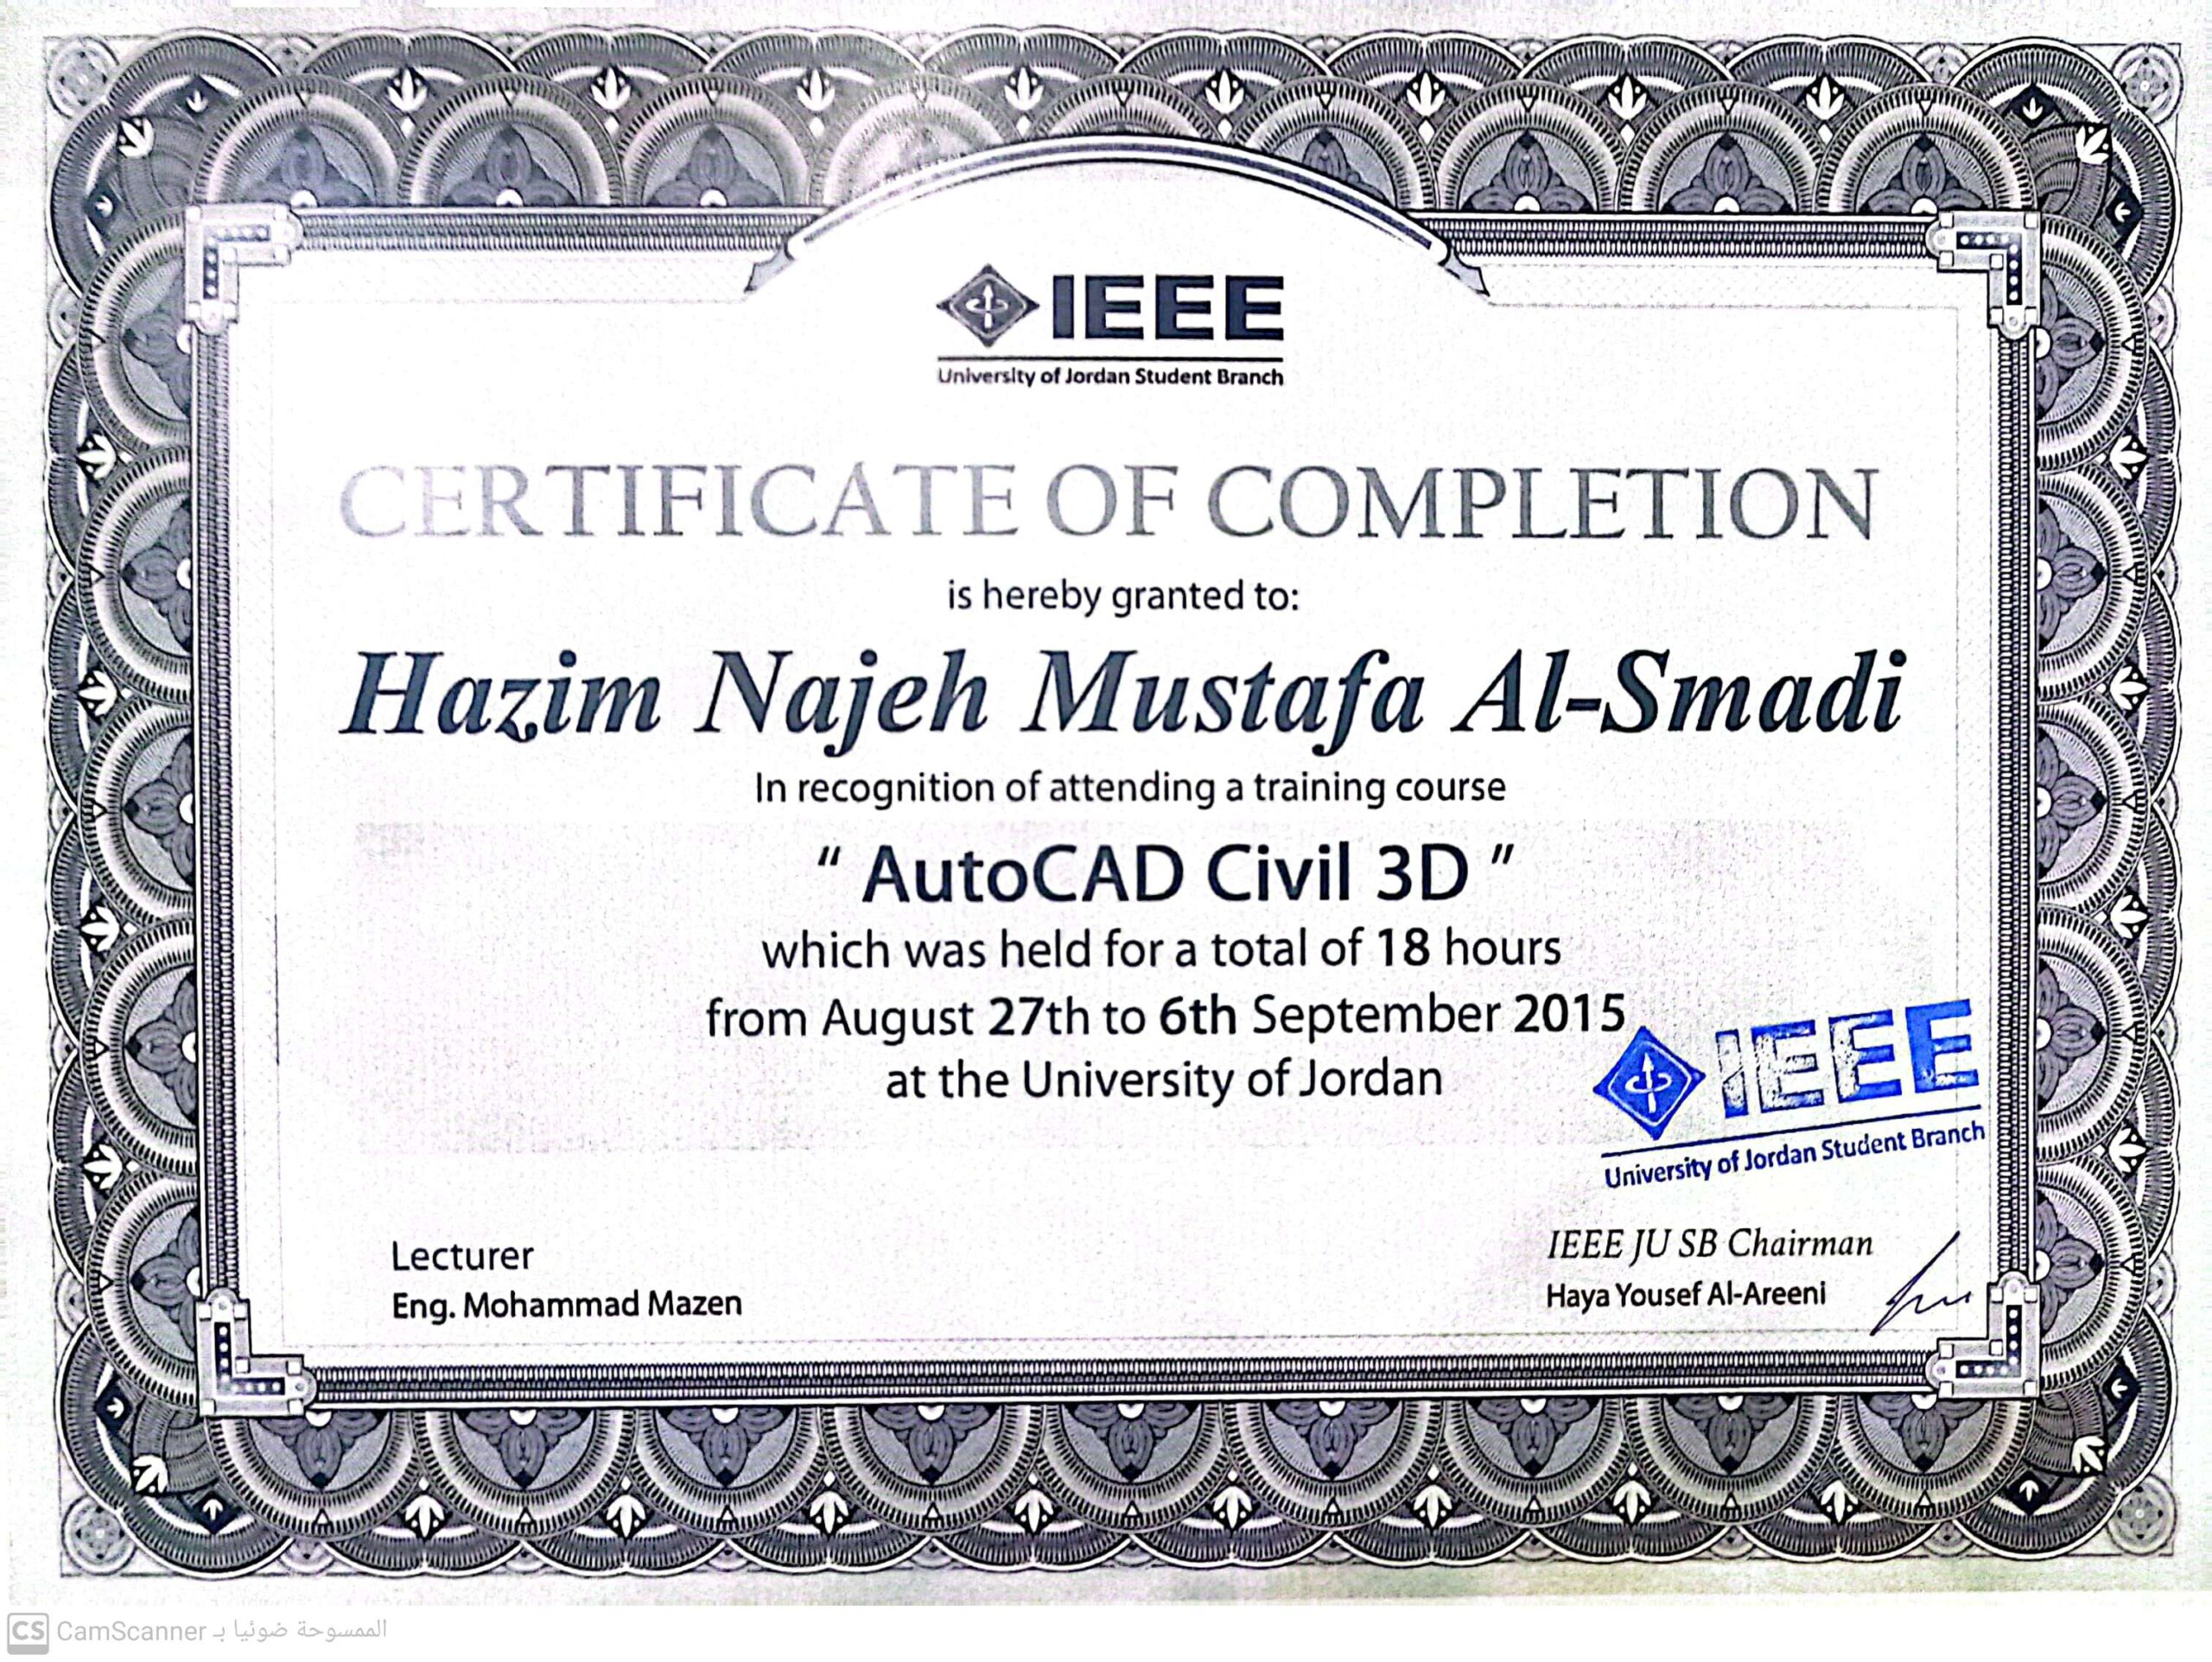 IEEE
University of Jordan Student Branch
CERTIFICATE OF COMPLETION
is hereby granted to:
Hazim Najeh Mustafa Al-Smadi
In recognition of attending a training course
“ AutoCAD Civil 3D ”
which was held for a total of 18 hours
from August 27th to 6th September 2015
at the University of Jordan
IEEE
University of Jordan Student Branch
Lecturer
Eng. Mohammad Mazen
IEEE JU SB Chairman
Haya Yousef Al-Areeni
CS CamScanner الممسوحة ضوئيا بـ